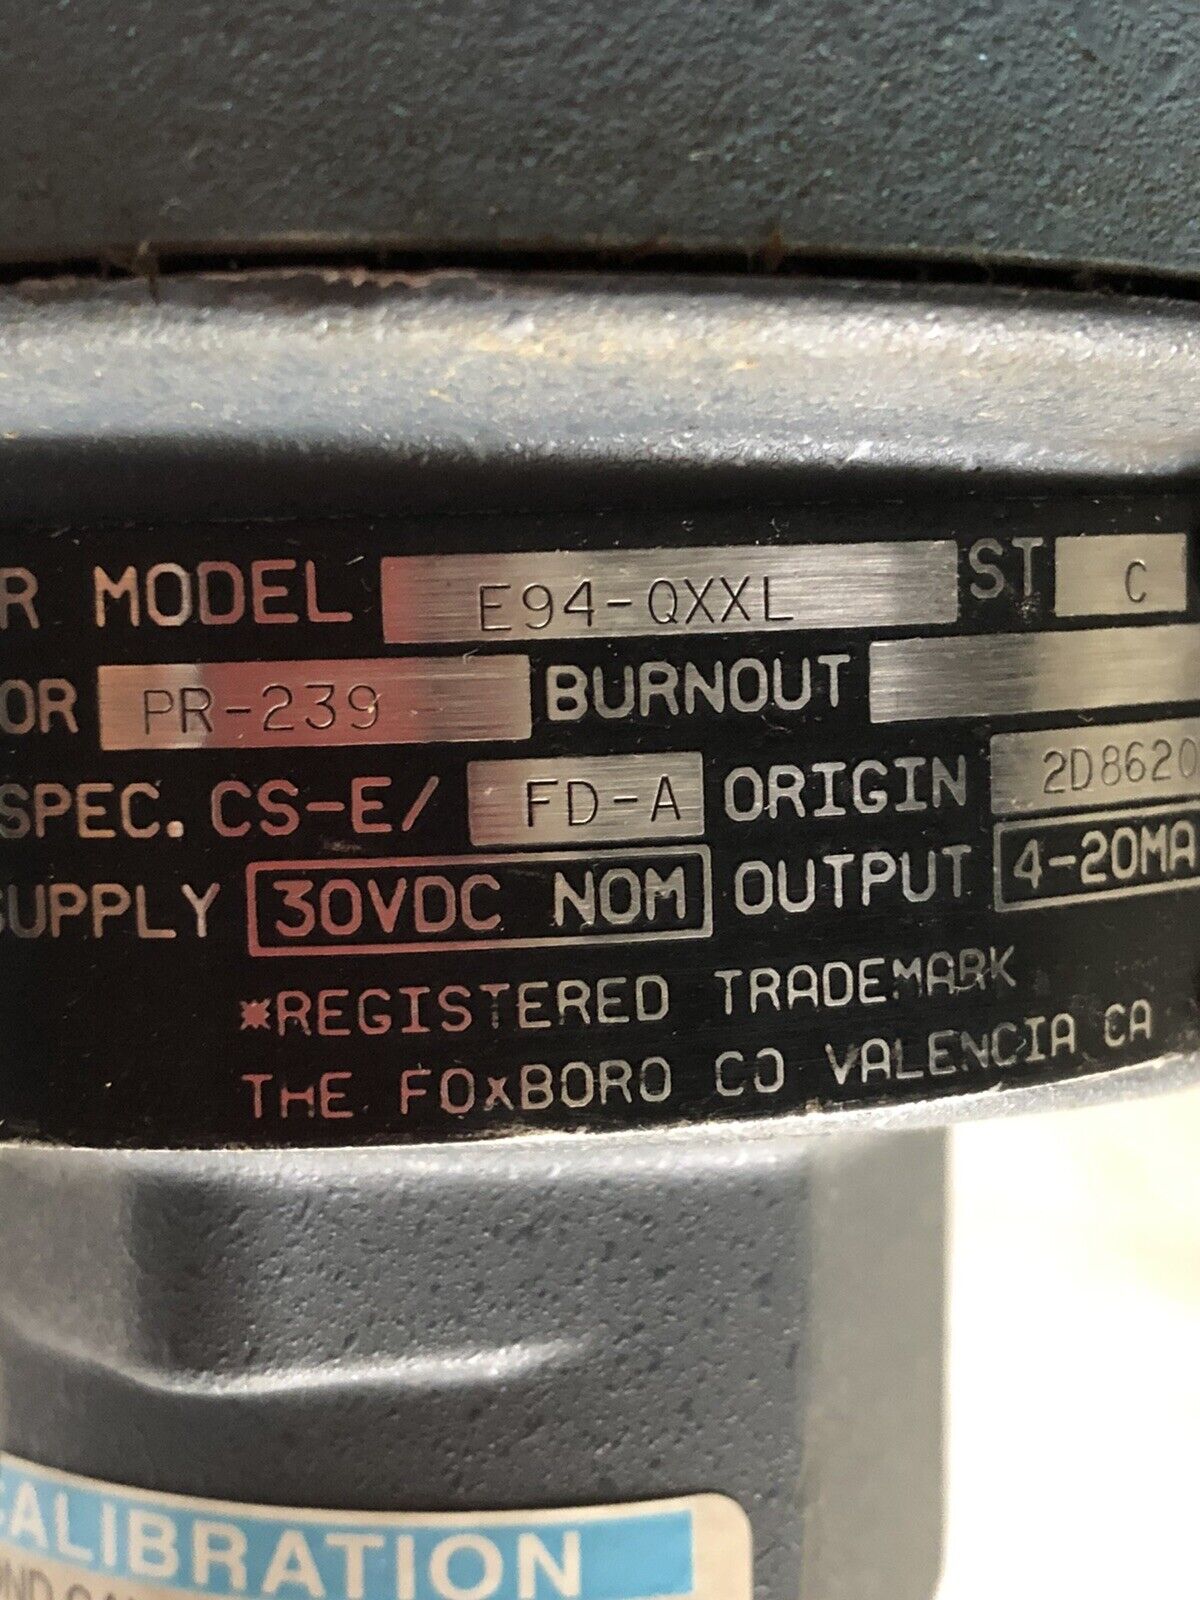 R MODEL E94-QXXL ST C
OR PR-239 BURNOUT
SPEC. CS-E/ FD-A ORIGIN 2D8620
SUPPLY 30VDC NOM OUTPUT 4-20MA
*REGISTERED TRADEMARK
THE FOXBORO CO VALENCIA CA
CALIBRATION